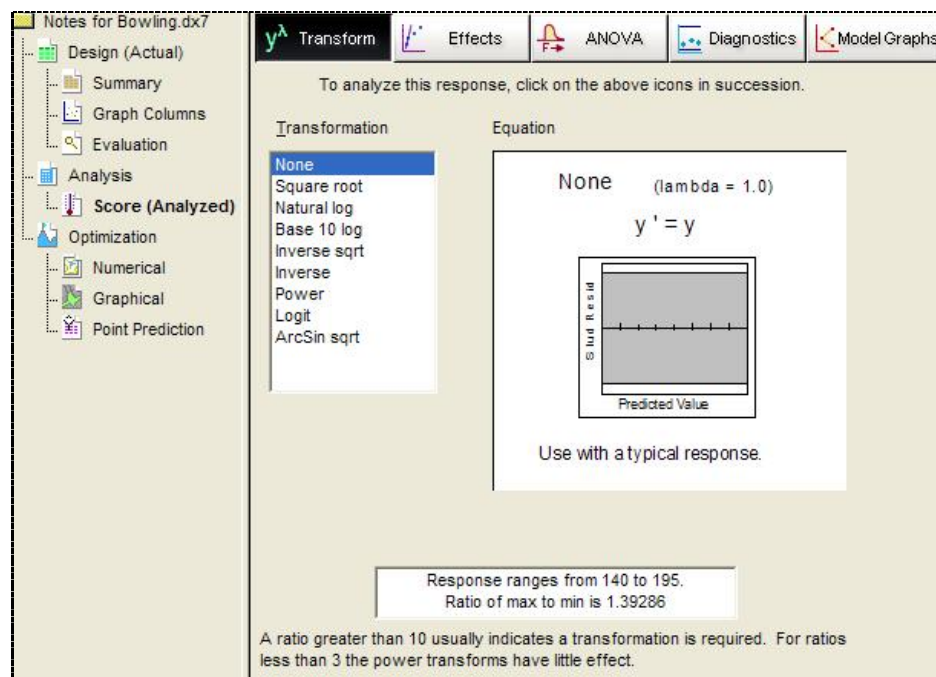 Notes for Bowling.dx7
Design (Actual)
Summary
Graph Columns
Evaluation
Analysis
Score (Analyzed)
Optimization
Numerical
Graphical
Point Prediction
yλ Transform
Effects
ANOVA
Diagnostics
Model Graphs
To analyze this response, click on the above icons in succession.
Transformation
None
Square root
Natural log
Base 10 log
Inverse sqrt
Inverse
Power
Logit
ArcSin sqrt
Equation
None (lambda = 1.0)
y ' = y
Stud Resid
Predicted Value
Use with a typical response.
Response ranges from 140 to 195.
Ratio of max to min is 1.39286
A ratio greater than 10 usually indicates a transformation is required. For ratios
less than 3 the power transforms have little effect.